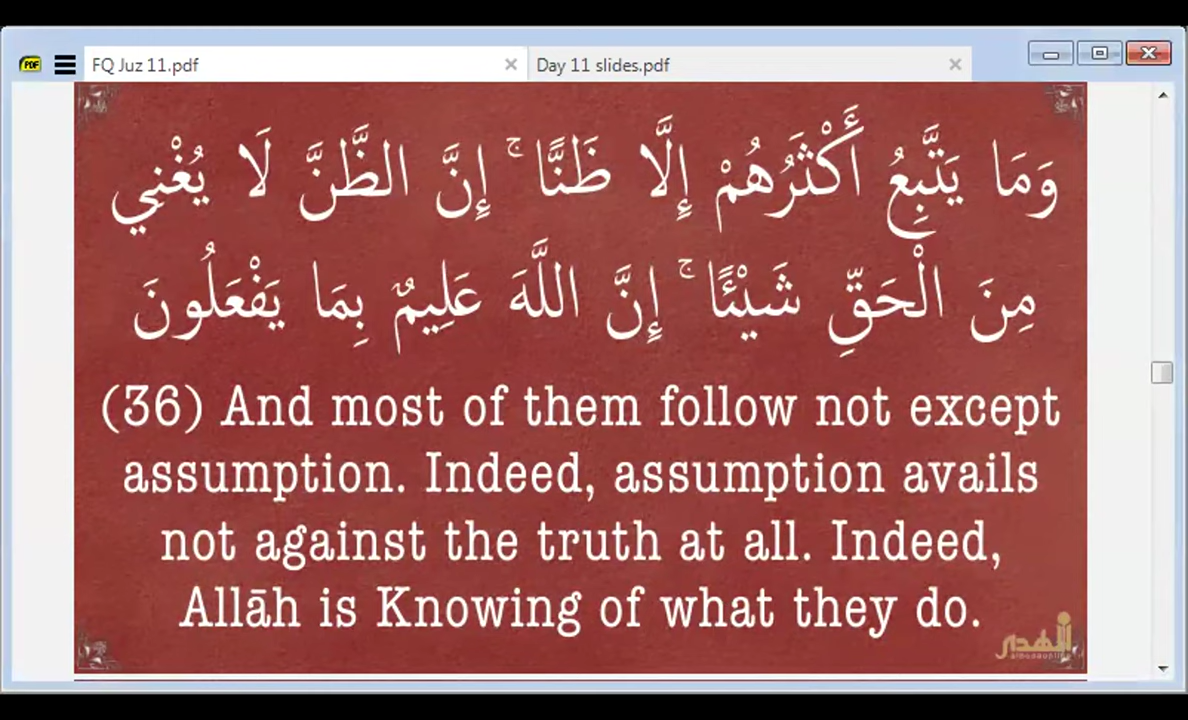 FQ Juz 11.pdf
Day 11 slides.pdf
وَمَا يَتَّبِعُ أَكْثَرُهُمْ إِلَّا ظَنًّا ۚ إِنَّ الظَّنَّ لَا يُغْنِي
مِنَ الْحَقِّ شَيْئًا ۚ إِنَّ اللَّهَ عَلِيمٌ بِمَا يَفْعَلُونَ
(36) And most of them follow not except
assumption. Indeed, assumption avails
not against the truth at all. Indeed,
Allāh is Knowing of what they do.
الهدى